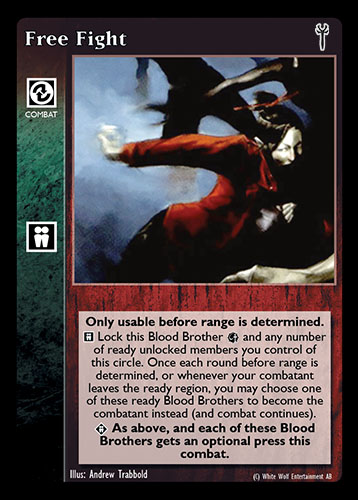 Free Fight
COMBAT
Only usable before range is determined.
Lock this Blood Brother and any number
of ready unlocked members you control of
this circle. Once each round before range is
determined, or whenever your combatant
leaves the ready region, you may choose one
of these ready Blood Brothers to become the
combatant instead (and combat continues).
As above, and each of these Blood
Brothers gets an optional press this
combat.
Illus: Andrew Trabbold
(C) White Wolf Entertainment AB